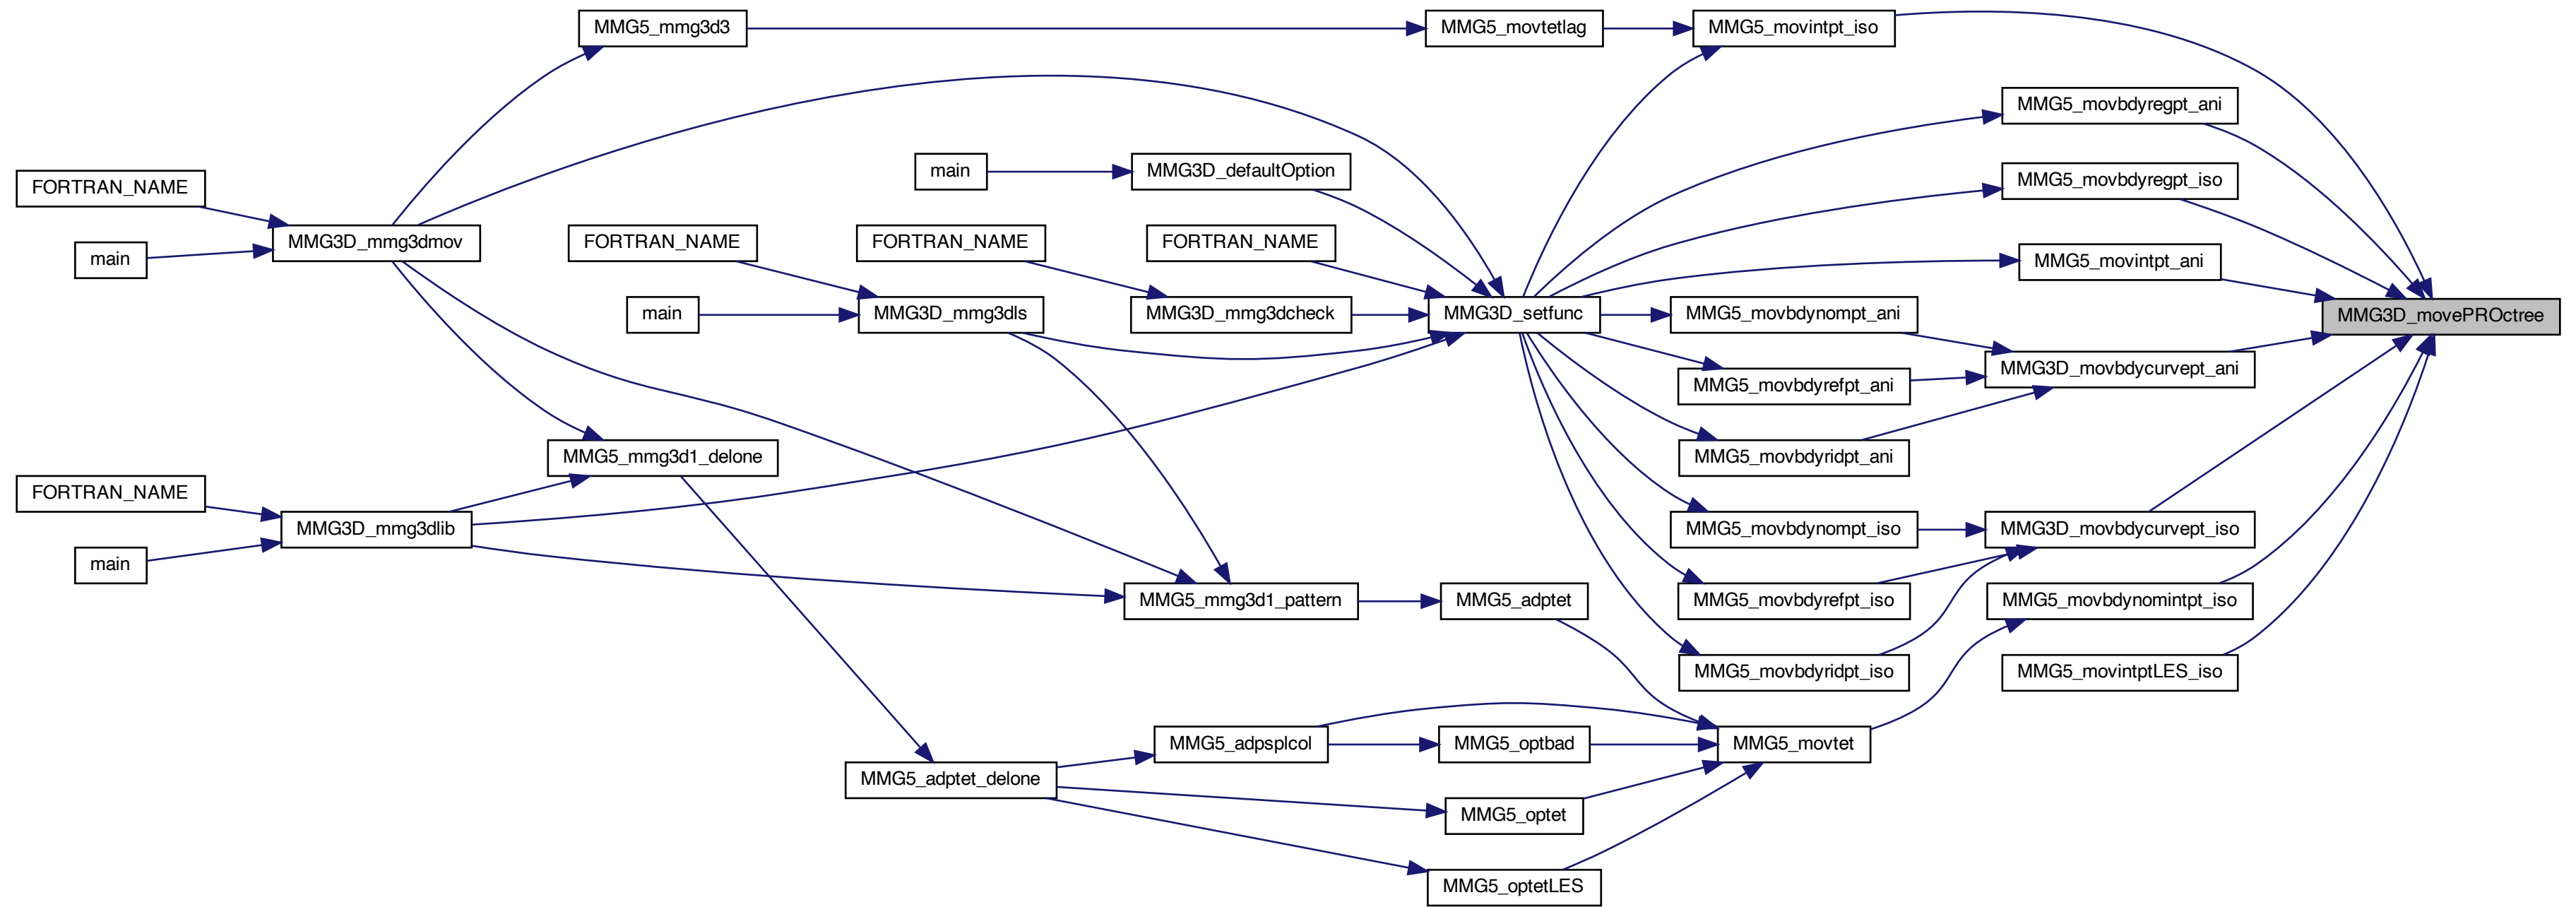 MMG5_mmg3d3
MMG5_movtetlag
MMG5_movintpt_iso
MMG5_movbdyregpt_ani
main
MMG3D_defaultOption
MMG5_movbdyregpt_iso
FORTRAN_NAME
MMG3D_mmg3dmov
main
FORTRAN_NAME
FORTRAN_NAME
FORTRAN_NAME
MMG5_movintpt_ani
main
MMG3D_mmg3dls
MMG3D_mmg3dcheck
MMG3D_setfunc
MMG5_movbdynompt_ani
MMG3D_movePROctree
MMG5_movbdyrefpt_ani
MMG3D_movbdycurvept_ani
MMG5_mmg3d1_delone
MMG5_movbdyridpt_ani
FORTRAN_NAME
MMG3D_mmg3dlib
main
MMG5_movbdynompt_iso
MMG3D_movbdycurvept_iso
MMG5_mmg3d1_pattern
MMG5_adptet
MMG5_movbdyrefpt_iso
MMG5_movbdynomintpt_iso
MMG5_movbdyridpt_iso
MMG5_movintptLES_iso
MMG5_adptet_delone
MMG5_adpsplcol
MMG5_optbad
MMG5_movtet
MMG5_optet
MMG5_optetLES